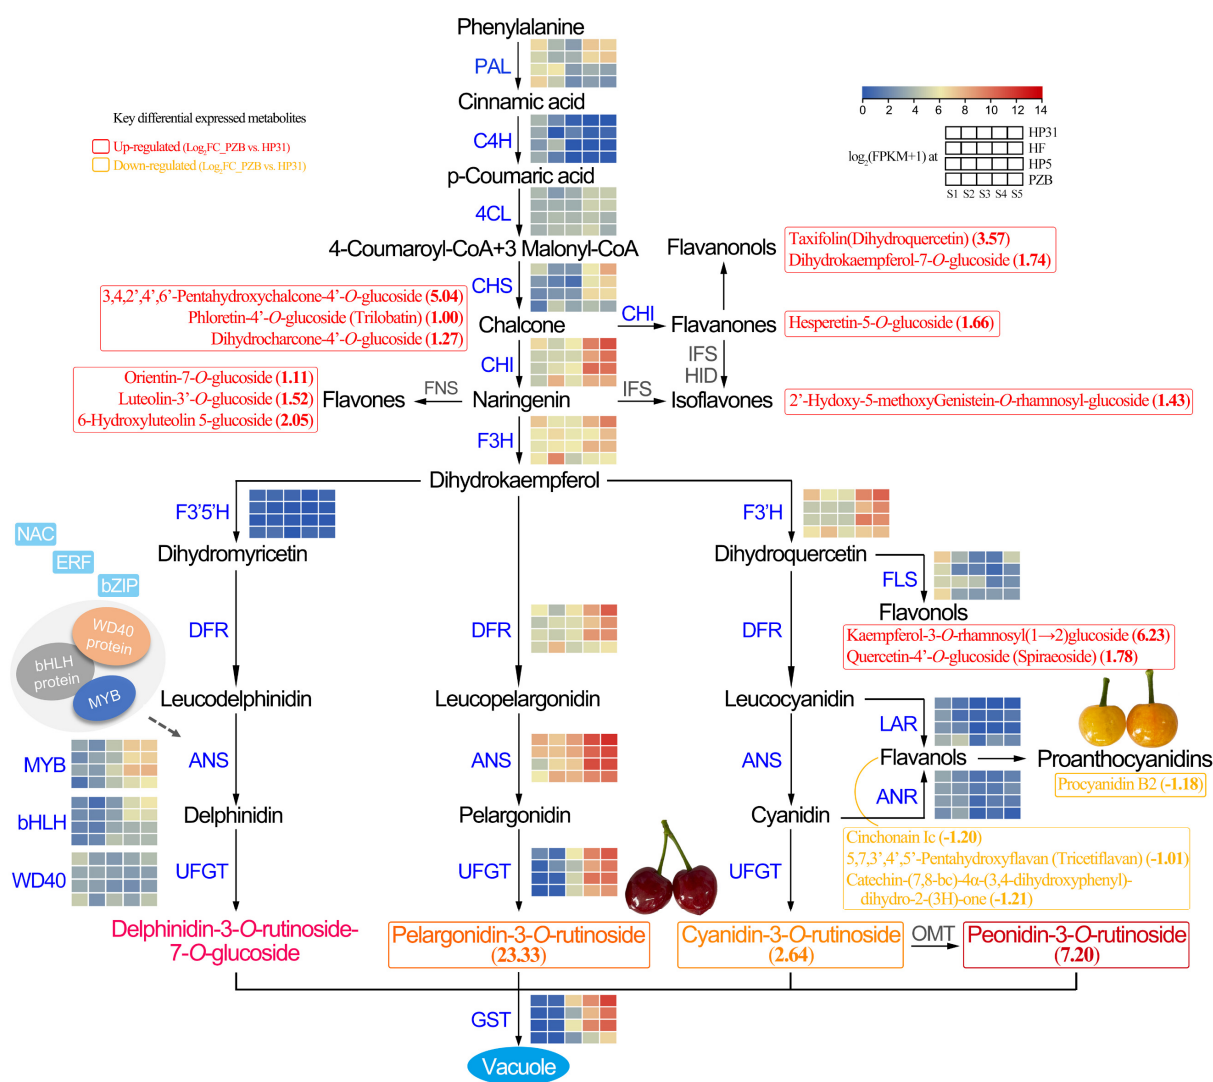 Phenylalanine
PAL
Cinnamic acid
C4H
p-Coumaric acid
4CL
4-Coumaroyl-CoA+3 Malonyl-CoA
CHS
Chalcone
CHI
Naringenin
F3H
Dihydrokaempferol
Key differential expressed metabolites
Up-regulated (Log₂FC_PZB vs. HP31)
Down-regulated (Log₂FC_PZB vs. HP31)
0 2 4 6 8 10 12 14
log₂(FPKM+1) at
HP31
HF
HP5
PZB
S1 S2 S3 S4 S5
Flavanonols
Taxifolin(Dihydroquercetin) (3.57)
Dihydrokaempferol-7-O-glucoside (1.74)
3,4,2',4',6'-Pentahydroxychalcone-4'-O-glucoside (5.04)
Phloretin-4'-O-glucoside (Trilobatin) (1.00)
Dihydrocharcone-4'-O-glucoside (1.27)
CHI
Flavanones
Hesperetin-5-O-glucoside (1.66)
IFS
HID
Orientin-7-O-glucoside (1.11)
Luteolin-3'-O-glucoside (1.52)
6-Hydroxyluteolin 5-glucoside (2.05)
Flavones
FNS
IFS
Isoflavones
2'-Hydoxy-5-methoxyGenistein-O-rhamnosyl-glucoside (1.43)
F3'5'H
Dihydromyricetin
DFR
Leucodelphinidin
ANS
Delphinidin
UFGT
Delphinidin-3-O-rutinoside-
7-O-glucoside
NAC
ERF
bZIP
WD40
protein
bHLH
protein
MYB
MYB
bHLH
WD40
DFR
Leucopelargonidin
ANS
Pelargonidin
UFGT
Pelargonidin-3-O-rutinoside
(23.33)
F3'H
Dihydroquercetin
FLS
Flavonols
Kaempferol-3-O-rhamnosyl(1→2)glucoside (6.23)
Quercetin-4'-O-glucoside (Spiraeoside) (1.78)
DFR
Leucocyanidin
LAR
Flavanols
ANR
Proanthocyanidins
Procyanidin B2 (-1.18)
ANS
Cyanidin
Cinchonain Ic (-1.20)
5,7,3',4',5'-Pentahydroxyflavan (Tricetiflavan) (-1.01)
Catechin-(7,8-bc)-4α-(3,4-dihydroxyphenyl)-
dihydro-2-(3H)-one (-1.21)
UFGT
Cyanidin-3-O-rutinoside
(2.64)
OMT
Peonidin-3-O-rutinoside
(7.20)
GST
Vacuole